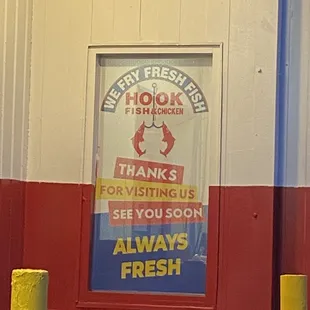 WE FRY FRESH FISH
HOOK
FISH & CHICKEN
THANKS
FOR VISITING US
SEE YOU SOON
ALWAYS
FRESH